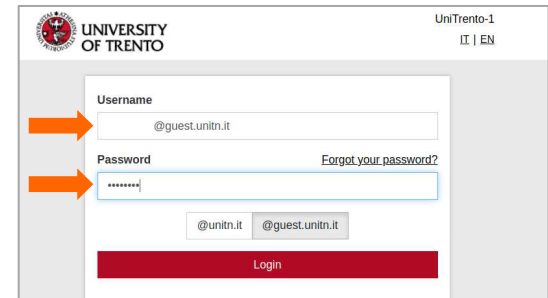 UNIVERSITY
OF TRENTO
UniTrento-1
IT | EN
Username
@guest.unitn.it
Password Forgot your password?
••••••••
@unitn.it @guest.unitn.it
Login